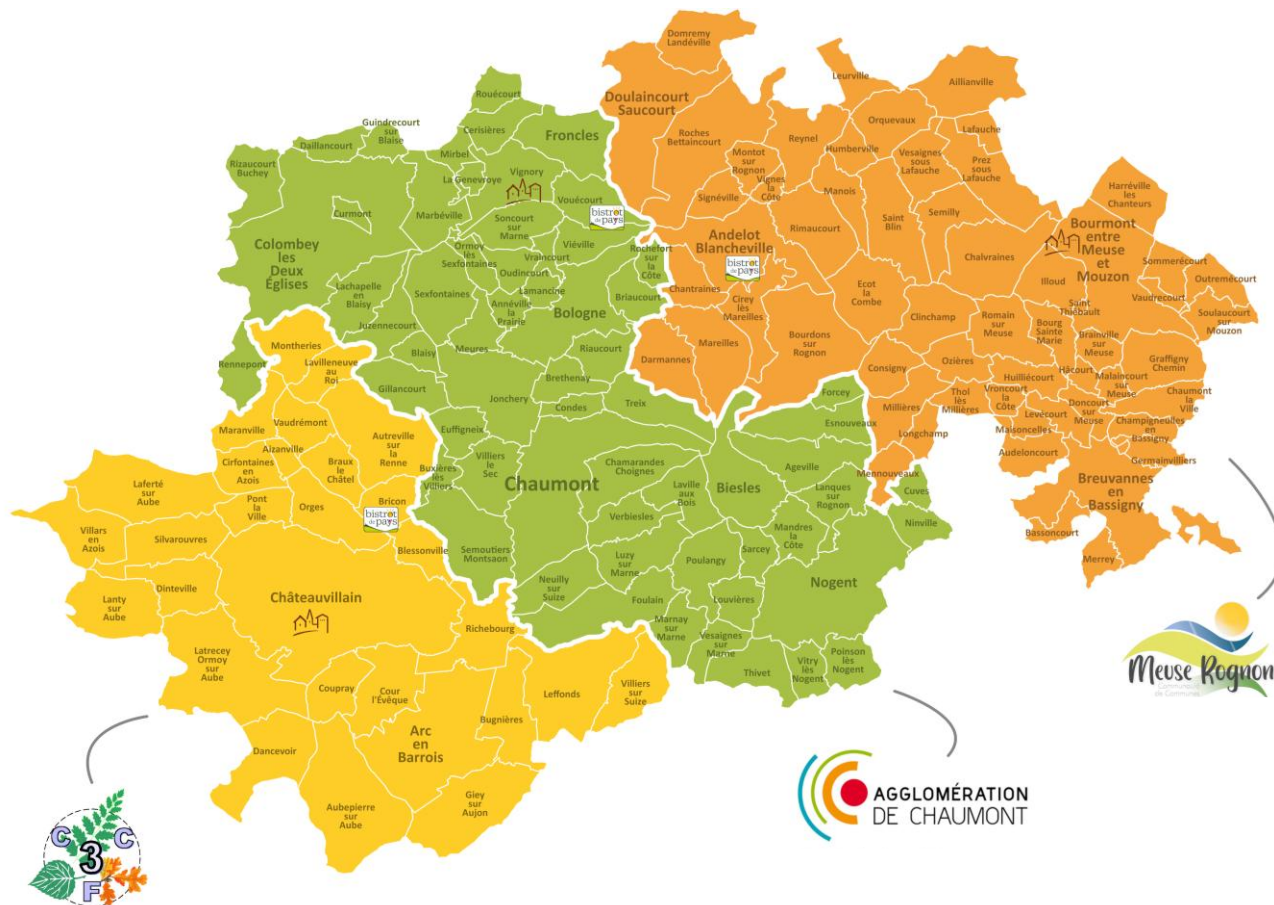 Domremy
Landéville
Leurville
Aillianville
Rouécourt
Doulaincourt
Saucourt
Guindrecourt
sur
Blaise
Cerisières
Froncles
Orquevaux
Lafauche
Daillancourt
Roches
Bettaincourt
Reynel
Humberville
Mirbel
Montot
sur
Rognon
Vesaignes
sous
Lafauche
Prez
sous
Lafauche
Rizaucourt
Buchey
La Genevroye
Vignory
Vignes
la
Côte
Manois
Harréville
les
Chanteurs
Vouécourt
Signéville
Curmont
Marbéville
bistrot
de pays
Soncourt
sur
Marne
Saint
Blin
Semilly
Andelot
Blancheville
Rimaucourt
Bourmont
entre
Meuse
et
Mouzon
Colombey
les
Deux
Églises
Ormoy
lès
Sexfontaines
Viéville
Rochefort
sur
la
Côte
Vraincourt
Oudincourt
bistrot
de pays
Chalvraines
Sommerécourt
Outremécourt
Lachapelle
en
Blaisy
Sexfontaines
Lamancine
Briaucourt
Chantraines
Ecot
la
Combe
Illoud
Vaudrecourt
Annéville
la
Prairie
Bologne
Cirey
lès
Mareilles
Saint
Thiébault
Soulaucourt
sur
Mouzon
Juzennecourt
Clinchamp
Romain
sur
Meuse
Bourg
Sainte
Marie
Brainville
sur
Meuse
Montheries
Bourdons
sur
Rognon
Mareilles
Riaucourt
Blaisy
Meures
Darmannes
Ozières
Graffigny
Chemin
Rennepont
Lavilleneuve
au
Roi
Consigny
Hâcourt
Huilliécourt
Malaincourt
sur
Meuse
Brethenay
Gillancourt
Jonchery
Condes
Treix
Forcey
Millières
Thol
lès
Millières
Vroncourt
la
Côte
Levécourt
Doncourt
sur
Meuse
Chaumont
la
Ville
Maranville
Vaudrémont
Autreville
sur
la
Renne
Euffigneix
Esnouveaux
Longchamp
Maisoncelles
Champigneulles
en
Bassigny
Aizanville
Cirfontaines
en
Azois
Braux
le
Châtel
Buxières
lès
Villiers
Villiers
le
Sec
Chaumont
Chamarandes
Choignes
Ageville
Mennouveaux
Audeloncourt
Germainvilliers
Laferté
sur
Aube
Biesles
Laville
aux
Bois
Lanques
sur
Rognon
Cuves
Breuvannes
en
Bassigny
Pont
la
Ville
Orges
Bricon
bistrot
de pays
Verbiesles
Mandres
la
Côte
Ninville
Bassoncourt
Villars
en
Azois
Silvarouvres
Blessonville
Semoutiers
Montsaon
Luzy
sur
Marne
Sarcey
Poulangy
Merrey
Dinteville
Neuilly
sur
Suize
Nogent
Lanty
sur
Aube
Châteauvillain
Foulain
Louvières
Richebourg
Marnay
sur
Marne
Vesaignes
sur
Marne
Latrecey
Ormoy
sur
Aube
Poinson
lès
Nogent
Vitry
lès
Nogent
Thivet
Meuse Rognon
Communauté
de Communes
Coupray
Cour
l'Évêque
Leffonds
Villiers
sur
Suize
Bugnières
Arc
en
Barrois
Dancevoir
Giey
sur
Aujon
Aubepierre
sur
Aube
AGGLOMÉRATION
DE CHAUMONT
C C
3
F